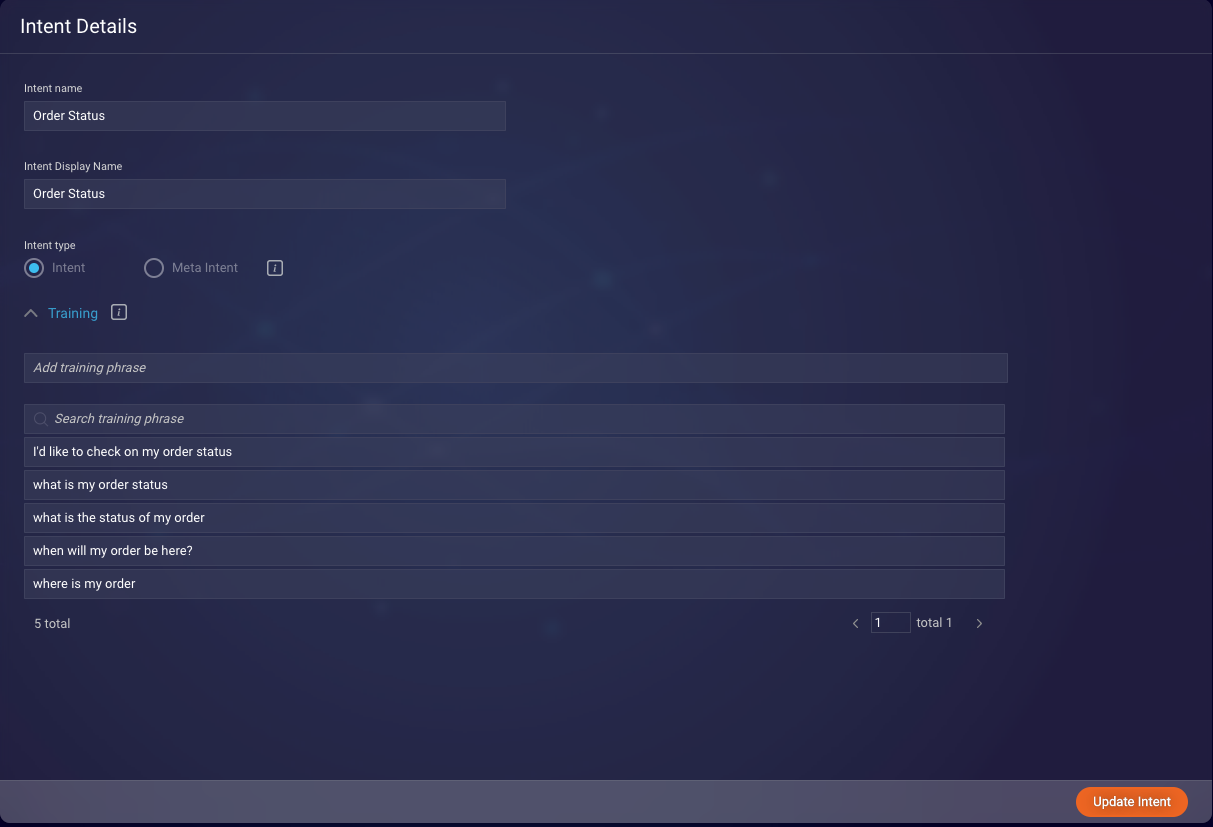 Intent Details
Intent name
Order Status
Intent Display Name
Order Status
Intent type
Intent Meta Intent i
Training i
Add training phrase
Search training phrase
I'd like to check on my order status
what is my order status
what is the status of my order
when will my order be here?
where is my order
5 total < 1 total 1 >
Update Intent